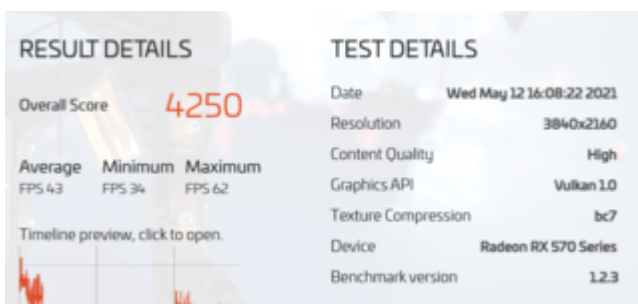 RESULT DETAILS
Overall Score 4250
Average Minimum Maximum
FPS 43 FPS 34 FPS 62
Timeline preview, click to open.
TEST DETAILS
Date Wed May 12 16:08:22 2021
Resolution 3840x2160
Content Quality High
Graphics API Vulkan 1.0
Texture Compression bc7
Device Radeon RX 570 Series
Benchmark version 1.2.3